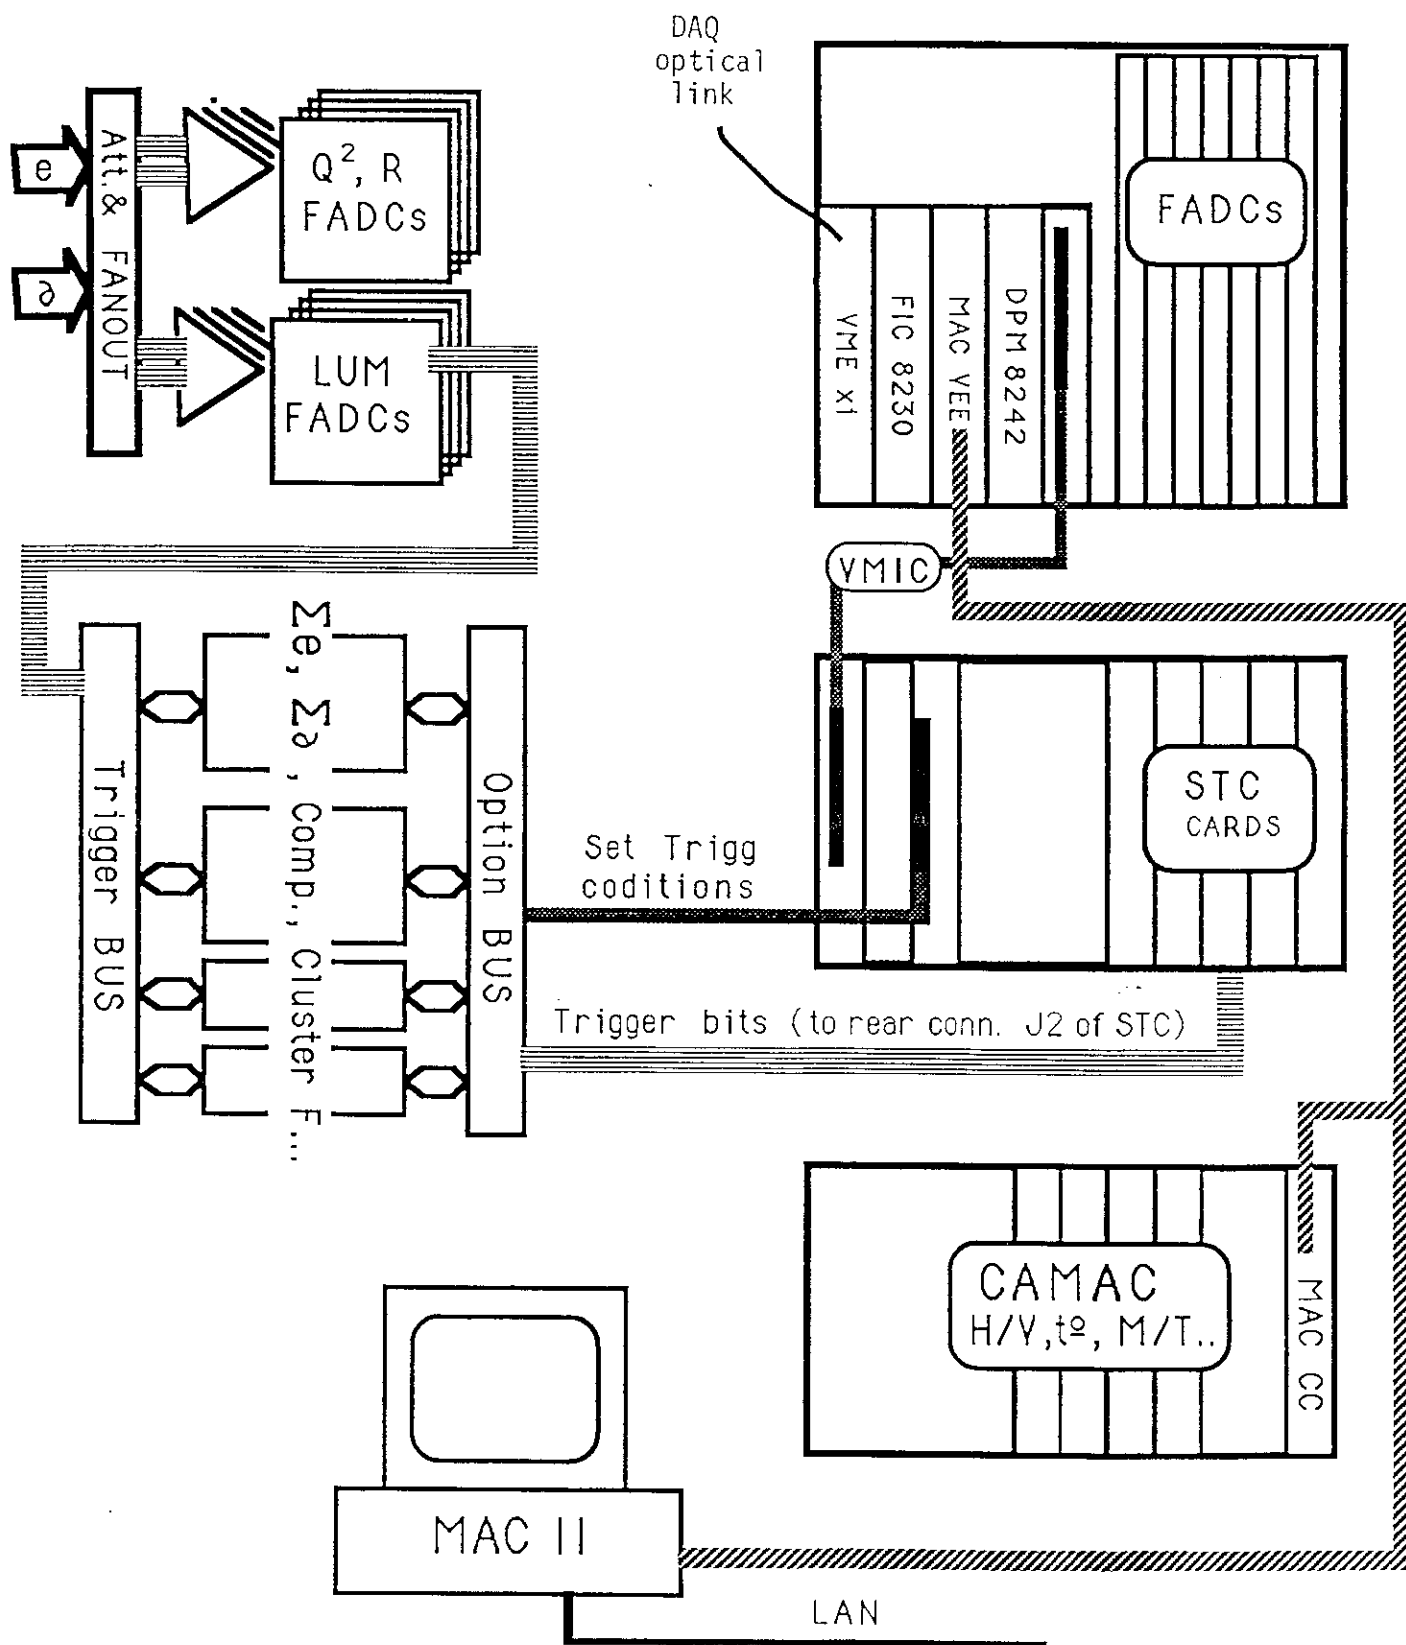 DAQ
optical
link
e
∂
Att.& FANOUT
Q², R
FADCs
LUM
FADCs
FADCs
VME x1
FIC 8230
MAC VEE
DPM 8242
VMIC
Trigger BUS
Σe, Σ∂, Comp., Cluster F...
Option BUS
Set Trigg
coditions
STC
CARDS
Trigger bits (to rear conn. J2 of STC)
CAMAC
H/V,tº, M/T..
MAC CC
MAC II
LAN